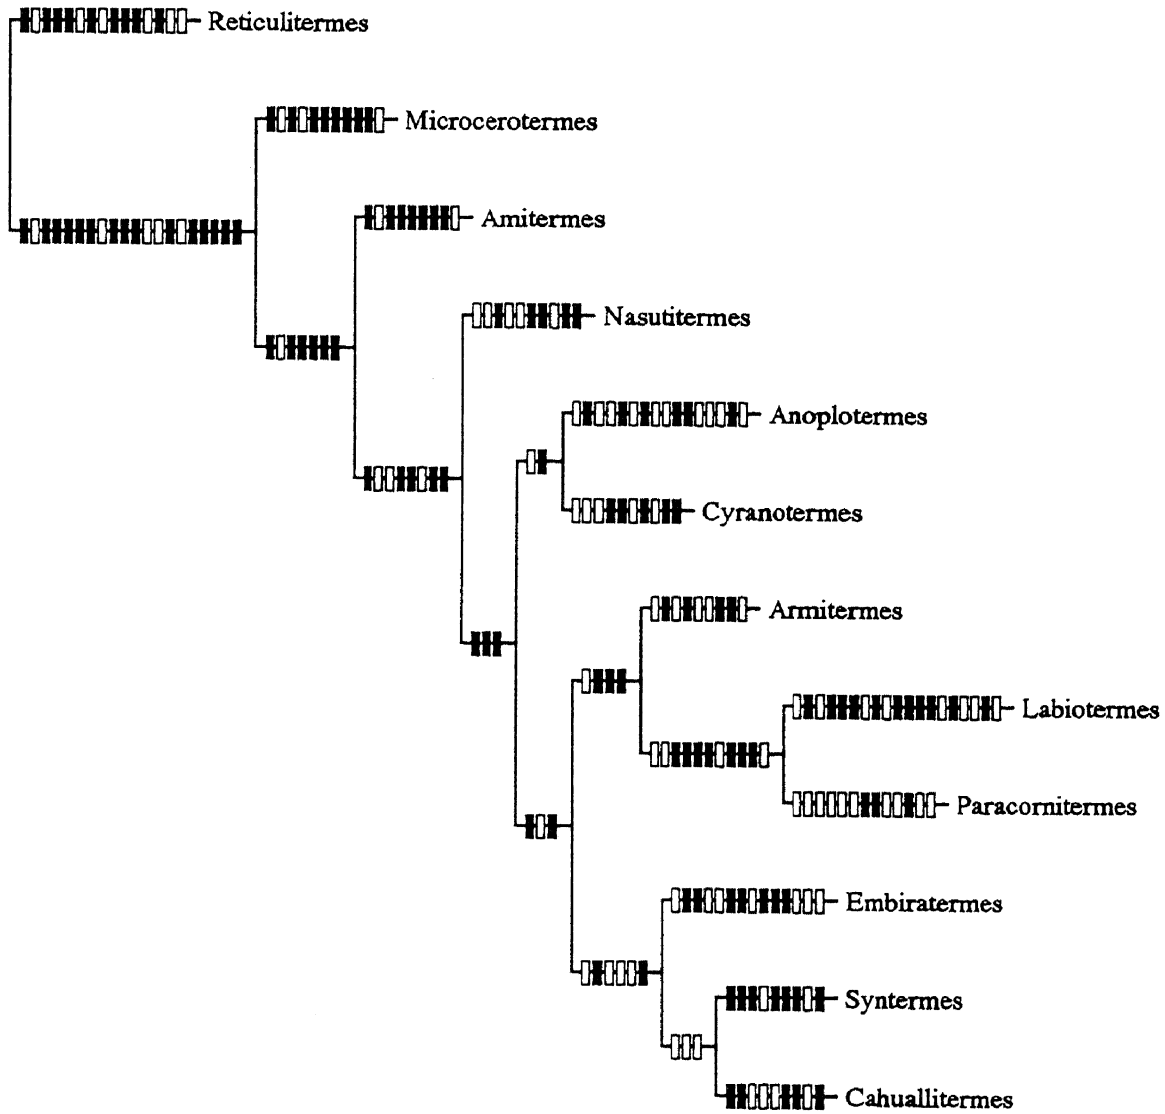 Reticulitermes
Microcerotermes
Amitermes
Nasutitermes
Anoplotermes
Cyranotermes
Armitermes
Labiotermes
Paracornitermes
Embiratermes
Syntermes
Cahuallitermes